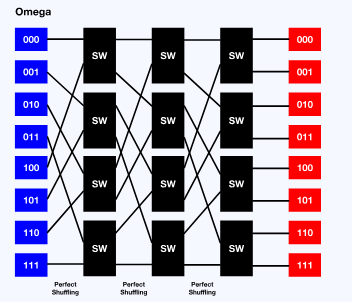 Omega
000 SW SW SW 000
001 001
010 SW SW SW 010
011 011
100 SW SW SW 100
101 101
110 SW SW SW 110
111 111
Perfect Perfect Perfect
Shuffling Shuffling Shuffling